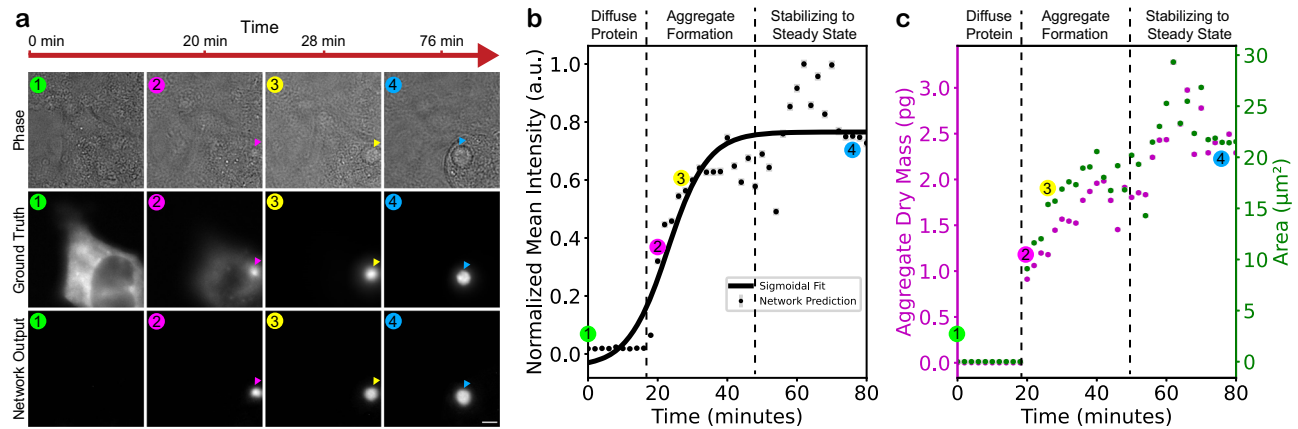 a
Time
0 min
20 min
28 min
76 min
Phase
1
2
3
4
Ground Truth
1
2
3
4
Network Output
1
2
3
4
b
Diffuse
Protein
Aggregate
Formation
Stabilizing to
Steady State
Normalized Mean Intensity (a.u.)
1.0
0.8
0.6
0.4
0.2
0.0
1
2
3
4
Sigmoidal Fit
Network Prediction
0
20
40
60
80
Time (minutes)
c
Diffuse
Protein
Aggregate
Formation
Stabilizing to
Steady State
Aggregate Dry Mass (pg)
3.0
2.5
2.0
1.5
1.0
0.5
0.0
1
2
3
4
30
25
20
15
10
5
0
Area (µm²)
0
20
40
60
80
Time (minutes)